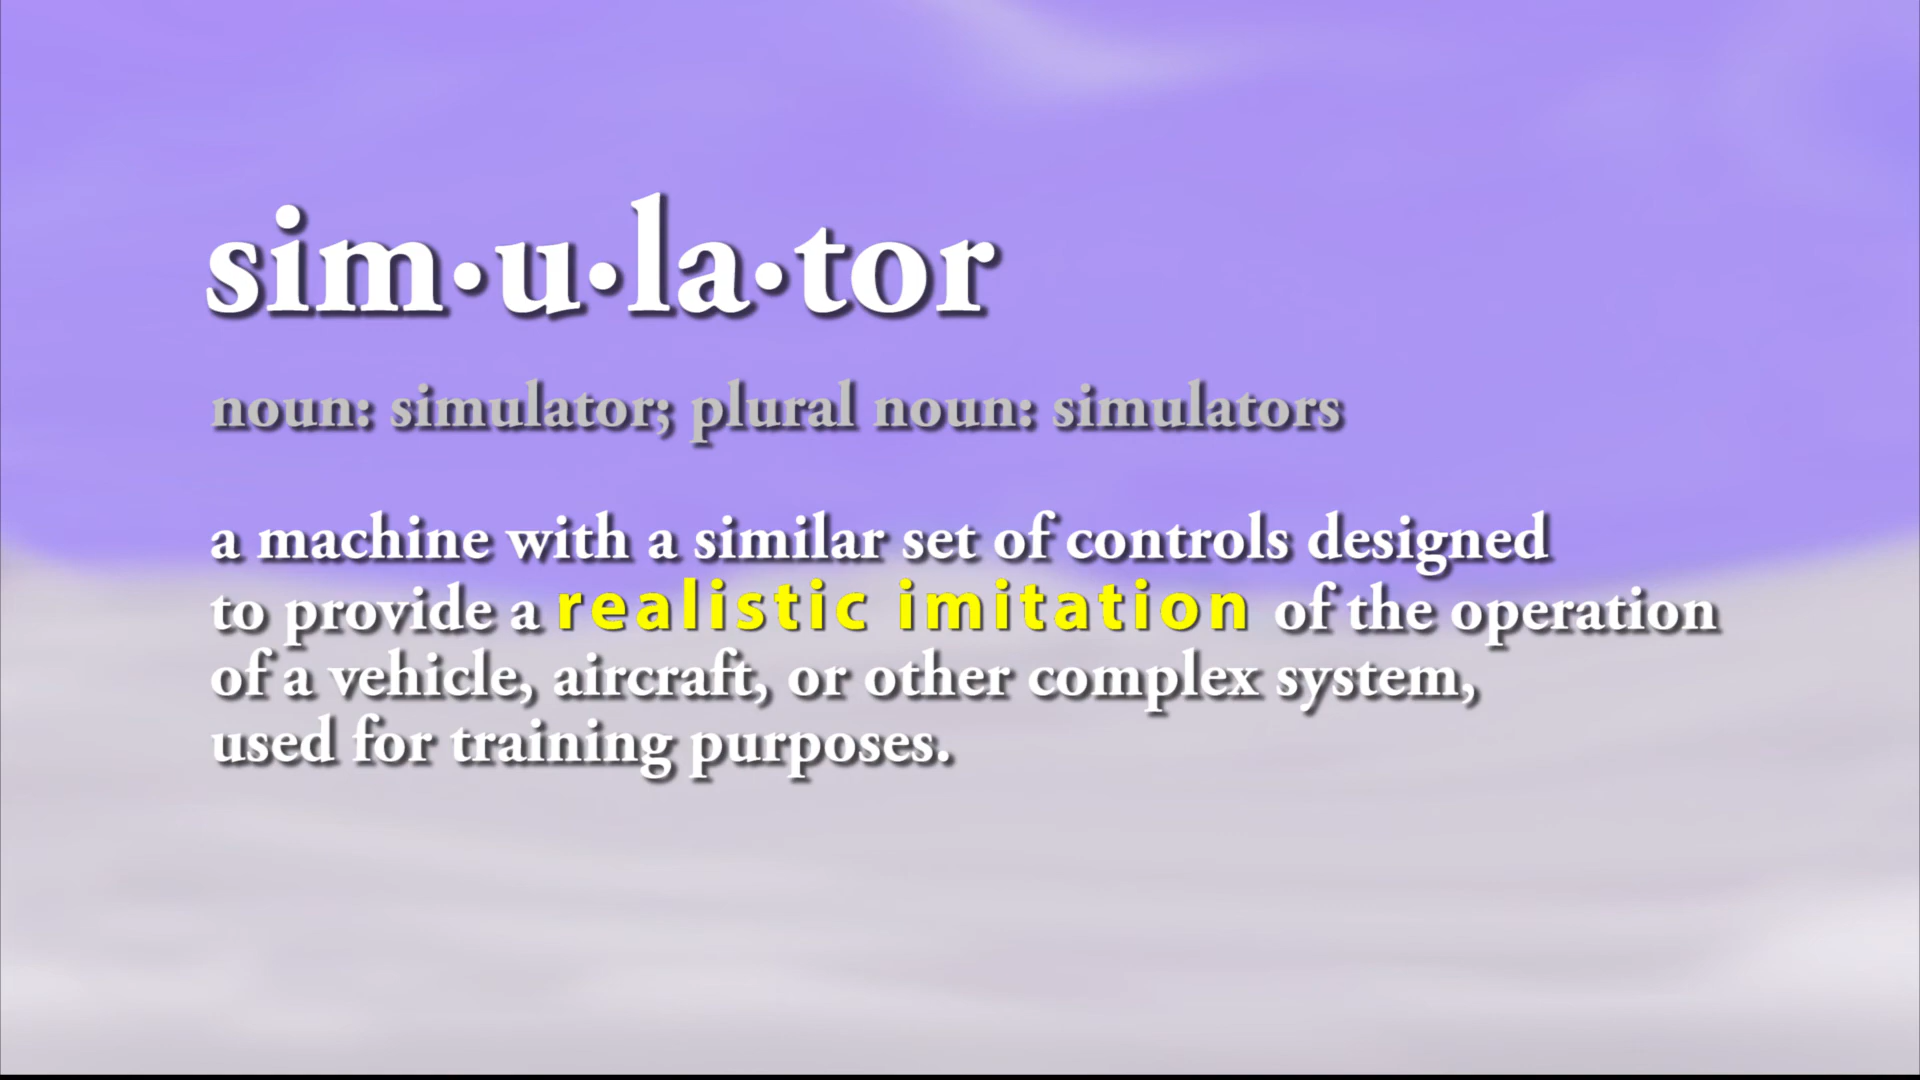 sim·u·la·tor
noun: simulator; plural noun: simulators
a machine with a similar set of controls designed
to provide a realistic imitation of the operation
of a vehicle, aircraft, or other complex system,
used for training purposes.